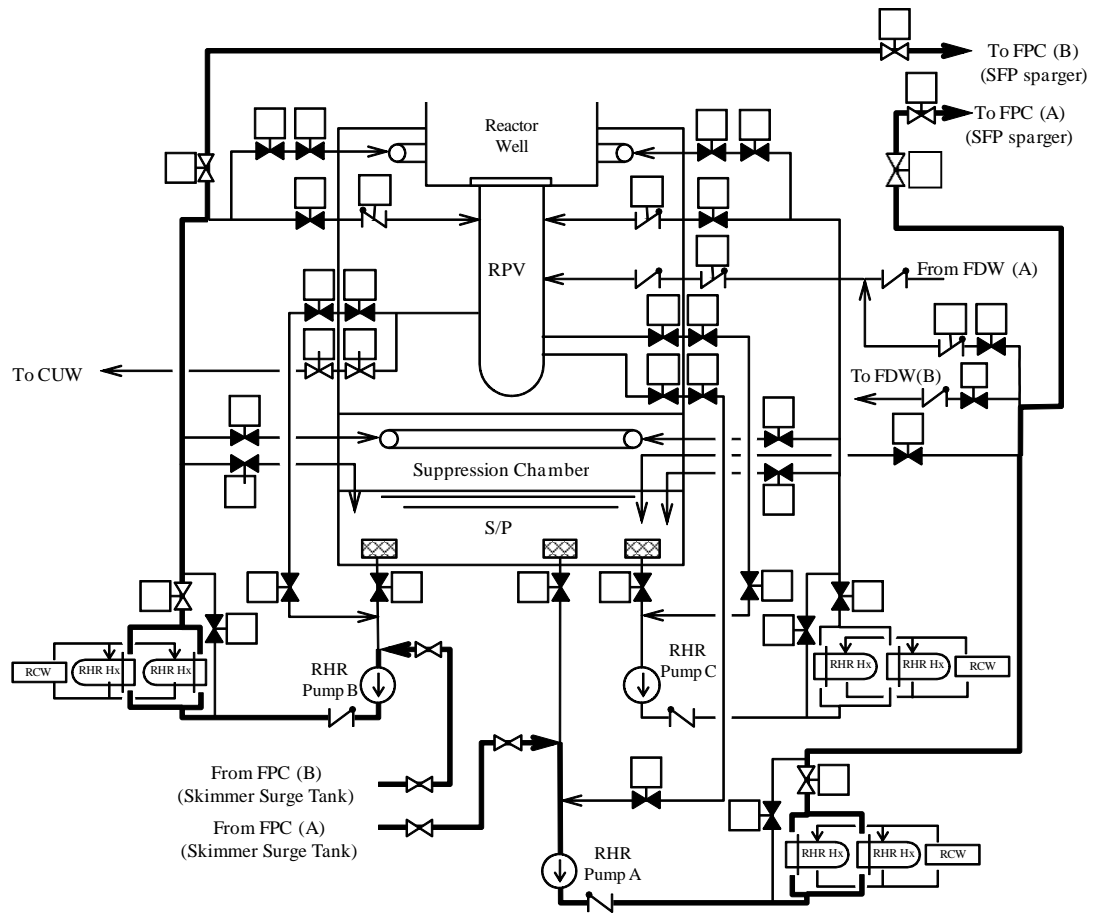 To FPC (B)
(SFP sparger)
To FPC (A)
(SFP sparger)
Reactor
Well
RPV
From FDW (A)
To CUW
To FDW(B)
Suppression Chamber
S/P
RCW
RHR Hx
RHR Hx
RHR
Pump B
RHR
Pump C
RHR Hx
RHR Hx
RCW
From FPC (B)
(Skimmer Surge Tank)
From FPC (A)
(Skimmer Surge Tank)
RHR
Pump A
RHR Hx
RHR Hx
RCW